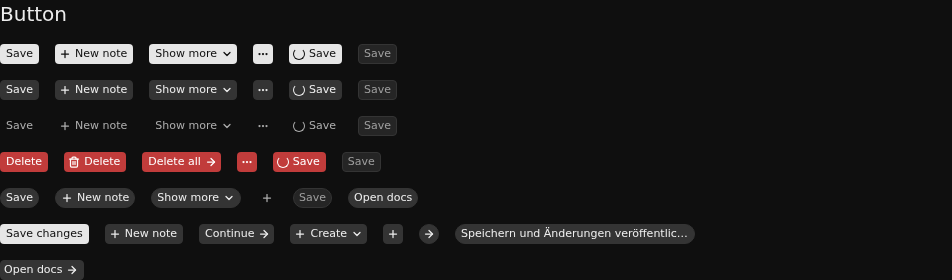 Button
Save New note Show more ... Save Save
Save New note Show more ... Save Save
Save New note Show more ... Save Save
Delete Delete Delete all ... Save Save
Save New note Show more Save Open docs
Save changes New note Continue Create Speichern und Änderungen veröffentlic...
Open docs